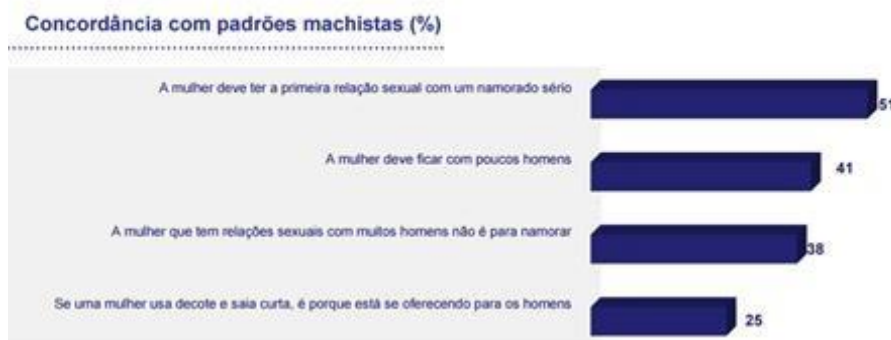 Concordância com padrões machistas (%)
A mulher deve ter a primeira relação sexual com um namorado sério
51
A mulher deve ficar com poucos homens
41
A mulher que tem relações sexuais com muitos homens não é para namorar
38
Se uma mulher usa decote e saia curta, é porque está se oferecendo para os homens
25